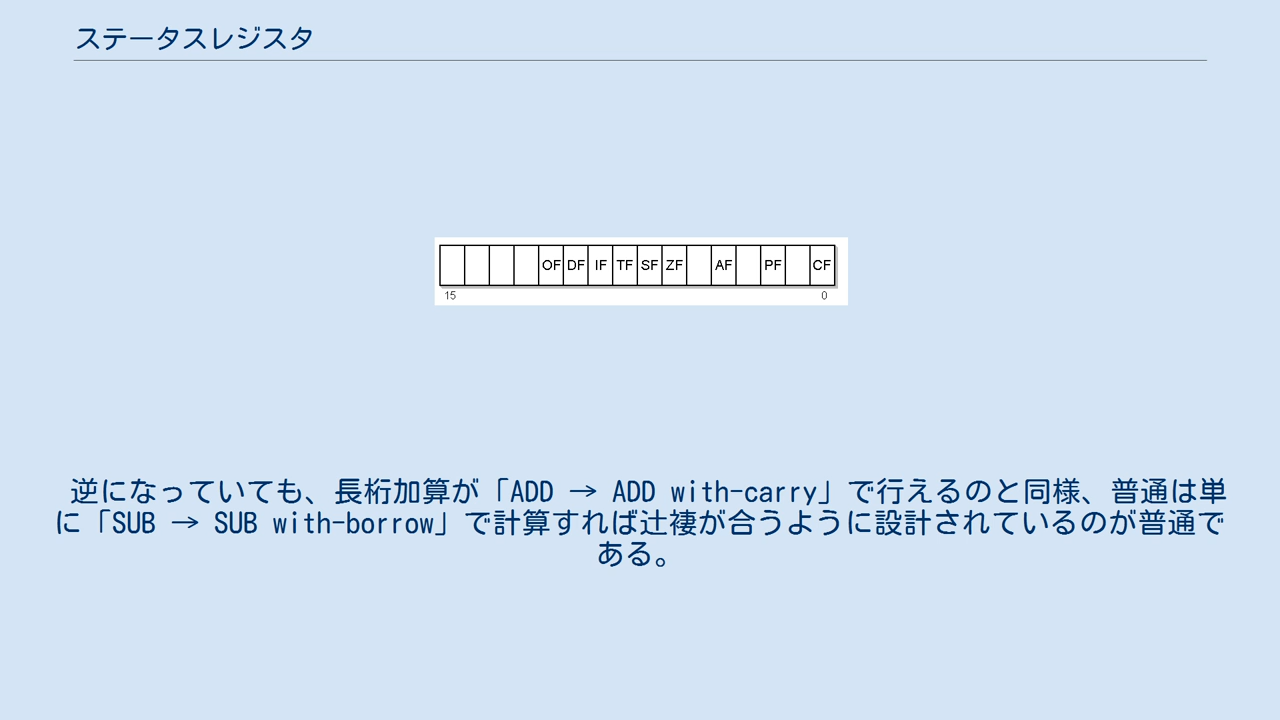 ステータスレジスタ
OF DF IF TF SF ZF AF PF CF
15 0
逆になっていても、長桁加算が「ADD → ADD with-carry」で行えるのと同様、普通は単
に「SUB → SUB with-borrow」で計算すれば辻褄が合うように設計されているのが普通で
ある。